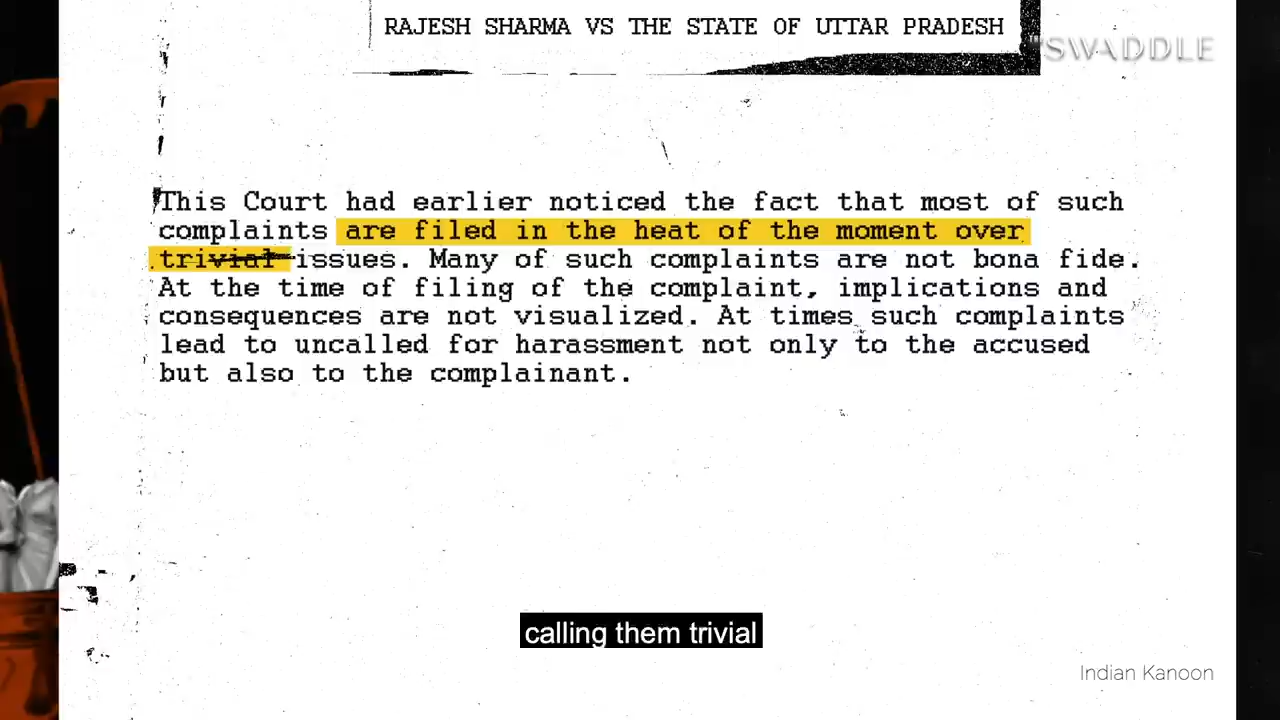 RAJESH SHARMA VS THE STATE OF UTTAR PRADESH
SWADDLE
This Court had earlier noticed the fact that most of such
complaints are filed in the heat of the moment over
trivial issues. Many of such complaints are not bona fide.
At the time of filing of the complaint, implications and
consequences are not visualized. At times such complaints
lead to uncalled for harassment not only to the accused
but also to the complainant.
calling them trivial
Indian Kanoon